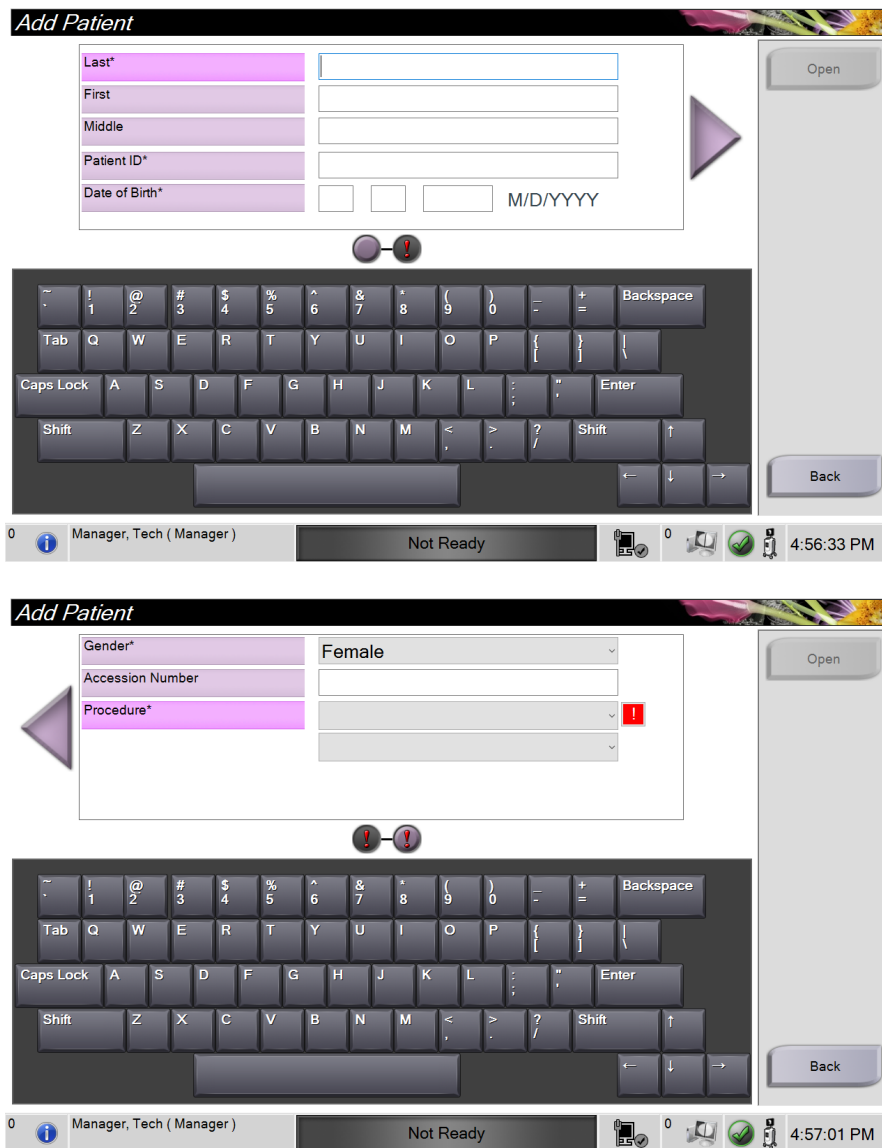 Add Patient
Last*
Open
First
Middle
Patient ID*
Date of Birth* M/D/YYYY
!
~ ! @ # $ % ^ & * ( ) _ + Backspace
` 1 2 3 4 5 6 7 8 9 0 - =
Tab Q W E R T Y U I O P { } |
[ ] \
Caps Lock A S D F G H J K L : " Enter
; '
Shift Z X C V B N M < > ? Shift ↑
, . /
← ↓ →
Back
0 Manager, Tech ( Manager ) Not Ready 0 4:56:33 PM
Add Patient
Gender* Female
Open
Accession Number
Procedure* !
! !
~ ! @ # $ % ^ & * ( ) _ + Backspace
` 1 2 3 4 5 6 7 8 9 0 - =
Tab Q W E R T Y U I O P { } |
[ ] \
Caps Lock A S D F G H J K L : " Enter
; '
Shift Z X C V B N M < > ? Shift ↑
, . /
← ↓ →
Back
0 Manager, Tech ( Manager ) Not Ready 0 4:57:01 PM